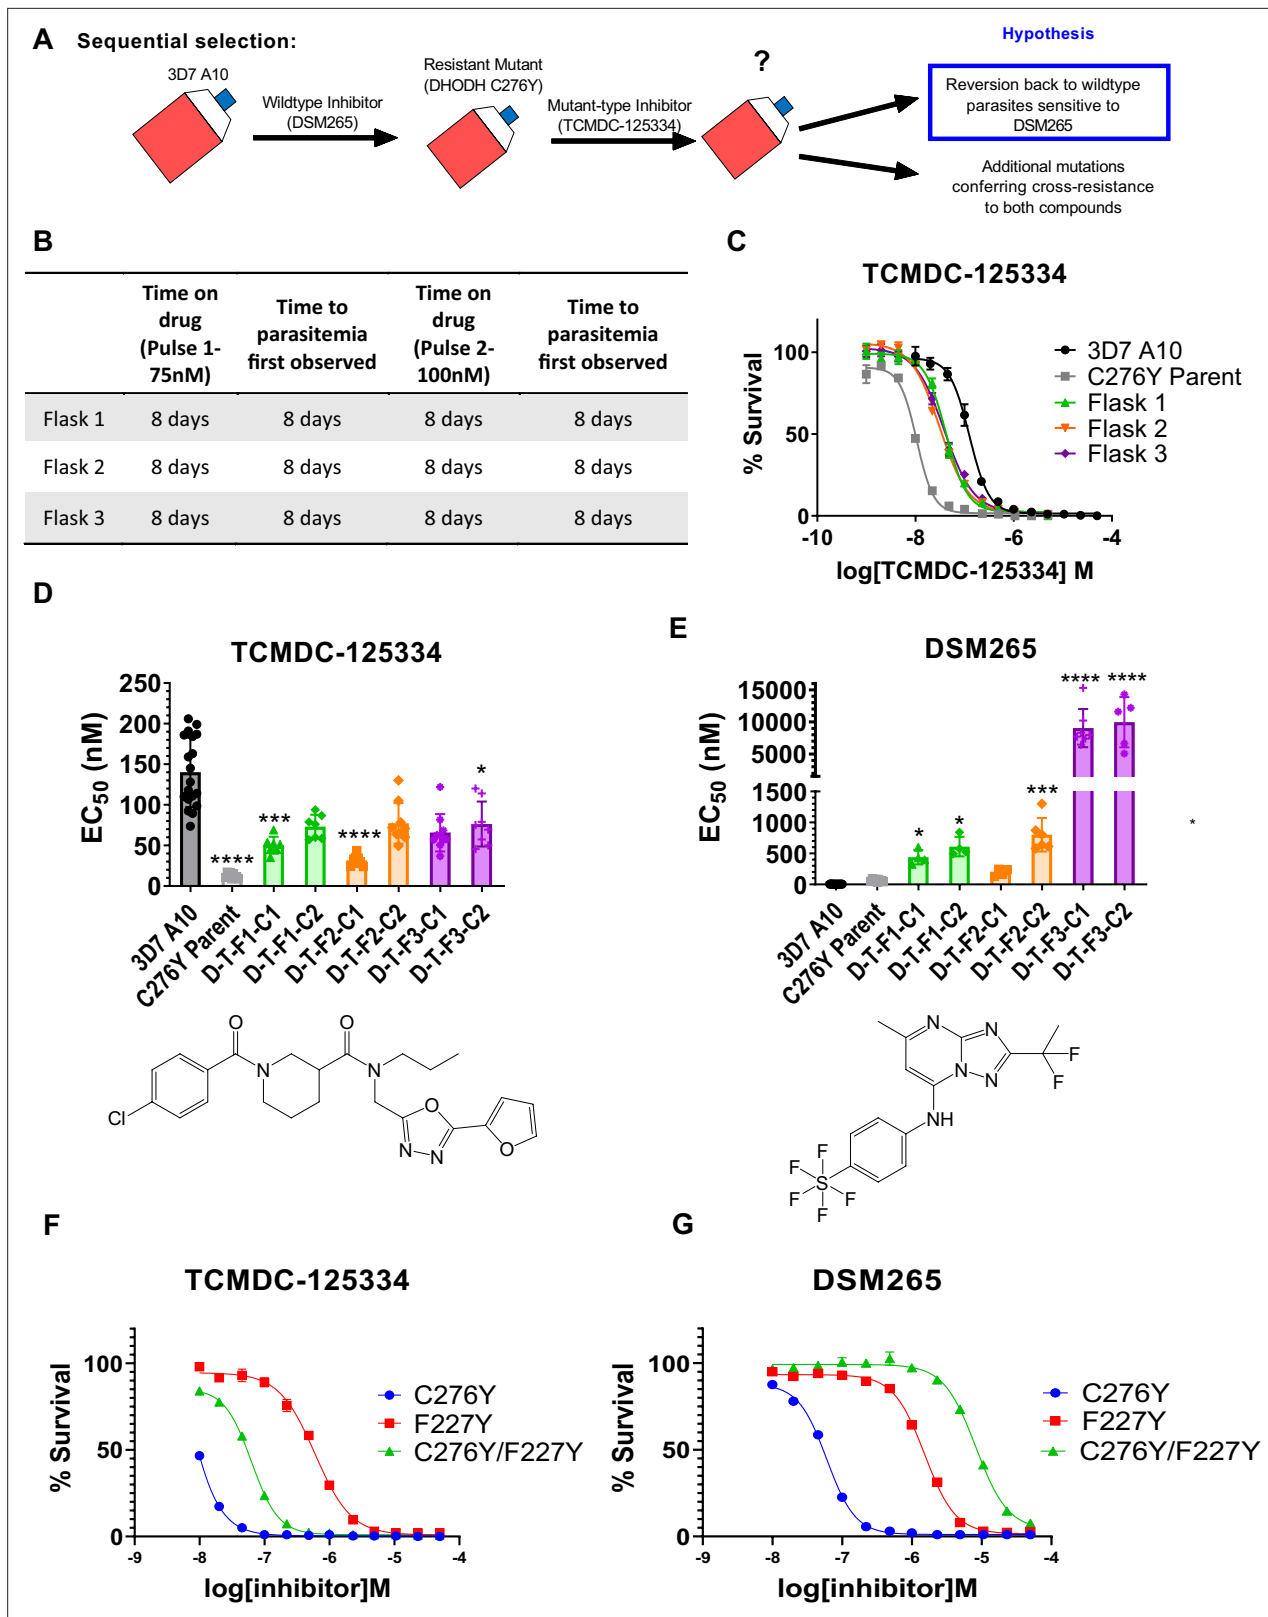 A Sequential selection:
Hypothesis
3D7 A10
Wildtype Inhibitor
(DSM265)
Resistant Mutant
(DHODH C276Y)
Mutant-type Inhibitor
(TCMDC-125334)
?
Reversion back to wildtype
parasites sensitive to
DSM265
Additional mutations
conferring cross-resistance
to both compounds
B
Time on drug (Pulse 1-75nM) Time to parasitemia first observed Time on drug (Pulse 2-100nM) Time to parasitemia first observed
Flask 1 8 days 8 days 8 days 8 days
Flask 2 8 days 8 days 8 days 8 days
Flask 3 8 days 8 days 8 days 8 days
C
TCMDC-125334
% Survival
100
50
0
-10 -8 -6 -4
log[TCMDC-125334] M
3D7 A10
C276Y Parent
Flask 1
Flask 2
Flask 3
D
TCMDC-125334
EC50 (nM)
250
200
150
100
50
0
**** *** **** *
3D7 A10
C276Y Parent
D-T-F1-C1
D-T-F1-C2
D-T-F2-C1
D-T-F2-C2
D-T-F3-C1
D-T-F3-C2
O O
N N
Cl
O
N N
O
E
DSM265
EC50 (nM)
15000
10000
5000
1500
1000
500
0
* * *** **** ****
*
3D7 A10
C276Y Parent
D-T-F1-C1
D-T-F1-C2
D-T-F2-C1
D-T-F2-C2
D-T-F3-C1
D-T-F3-C2
N N
N N
F
F
NH
F
F F
S
F F
F
TCMDC-125334
% Survival
100
50
0
-9 -8 -7 -6 -5 -4
log[inhibitor]M
C276Y
F227Y
C276Y/F227Y
G
DSM265
% Survival
100
50
0
-9 -8 -7 -6 -5 -4
log[inhibitor]M
C276Y
F227Y
C276Y/F227Y